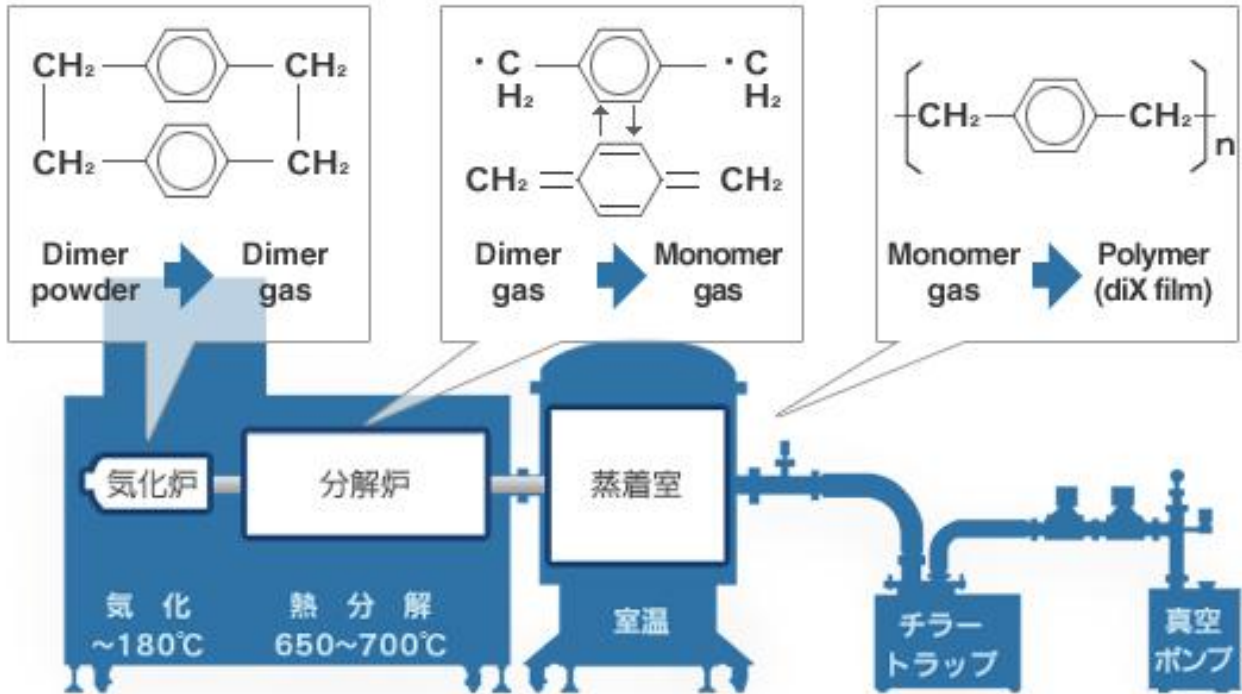 CH₂ CH₂
CH₂ CH₂
Dimer powder
Dimer gas
· C H₂
· C H₂
CH₂ CH₂
Dimer gas
Monomer gas
CH₂ CH₂ n
Monomer gas
Polymer (diX film)
気化炉
分解炉
蒸着室
気 化
～180℃
熱 分 解
650～700℃
室温
チラー
トラップ
真空
ポンプ